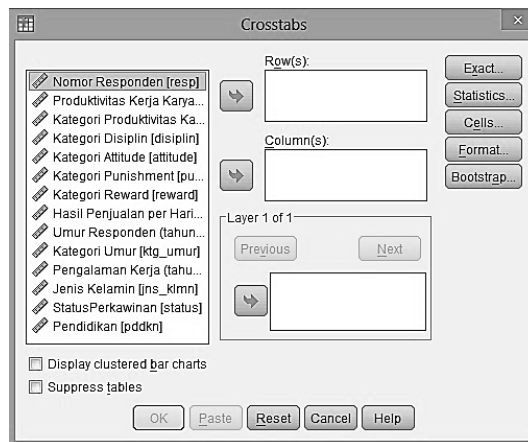 Crosstabs
Nomor Responden [resp]
Produktivitas Kerja Karya...
Kategori Produktivitas Ka...
Kategori Disiplin [disiplin]
Kategori Attitude [attitude]
Kategori Punishment [pu...
Kategori Reward [reward]
Hasil Penjualan per Hari...
Umur Responden (tahun...
Kategori Umur [ktg_umur]
Pengalaman Kerja (tahu...
Jenis Kelamin [jns_klmn]
StatusPerkawinan [status]
Pendidikan [pddkn]
Row(s):
Column(s):
Layer 1 of 1
Previous
Next
Exact...
Statistics...
Cells...
Format...
Bootstrap...
Display clustered bar charts
Suppress tables
OK
Paste
Reset
Cancel
Help